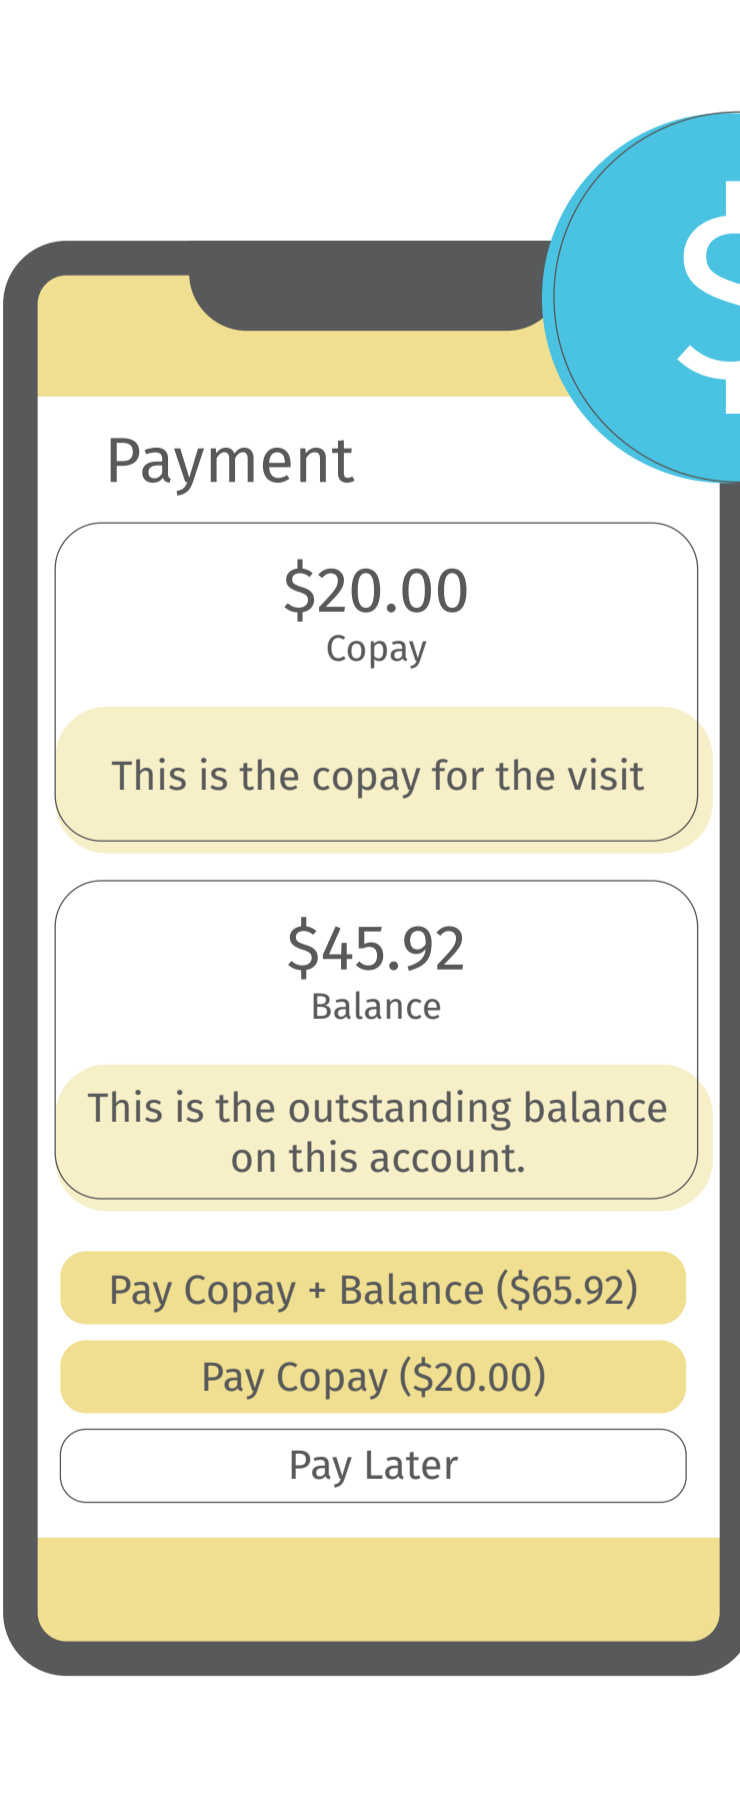 $
Payment
$20.00
Copay
This is the copay for the visit
$45.92
Balance
This is the outstanding balance
on this account.
Pay Copay + Balance ($65.92)
Pay Copay ($20.00)
Pay Later